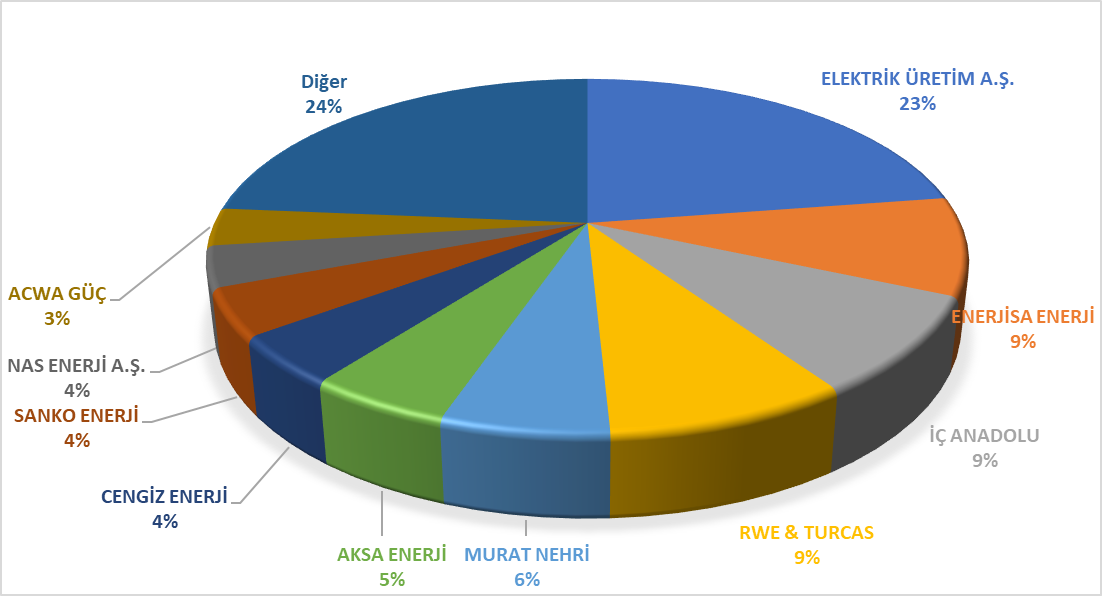 Diğer
24%
ELEKTRİK ÜRETİM A.Ş.
23%
ENERJİSA ENERJİ
9%
İÇ ANADOLU
9%
RWE & TURCAS
9%
MURAT NEHRİ
6%
AKSA ENERJİ
5%
CENGİZ ENERJİ
4%
SANKO ENERJİ
4%
NAS ENERJİ A.Ş.
4%
ACWA GÜÇ
3%